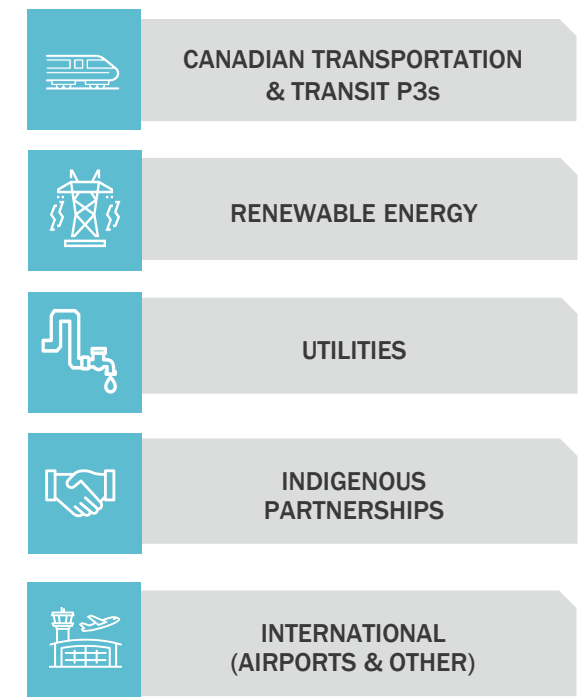 CANADIAN TRANSPORTATION
& TRANSIT P3s
RENEWABLE ENERGY
UTILITIES
INDIGENOUS
PARTNERSHIPS
INTERNATIONAL
(AIRPORTS & OTHER)